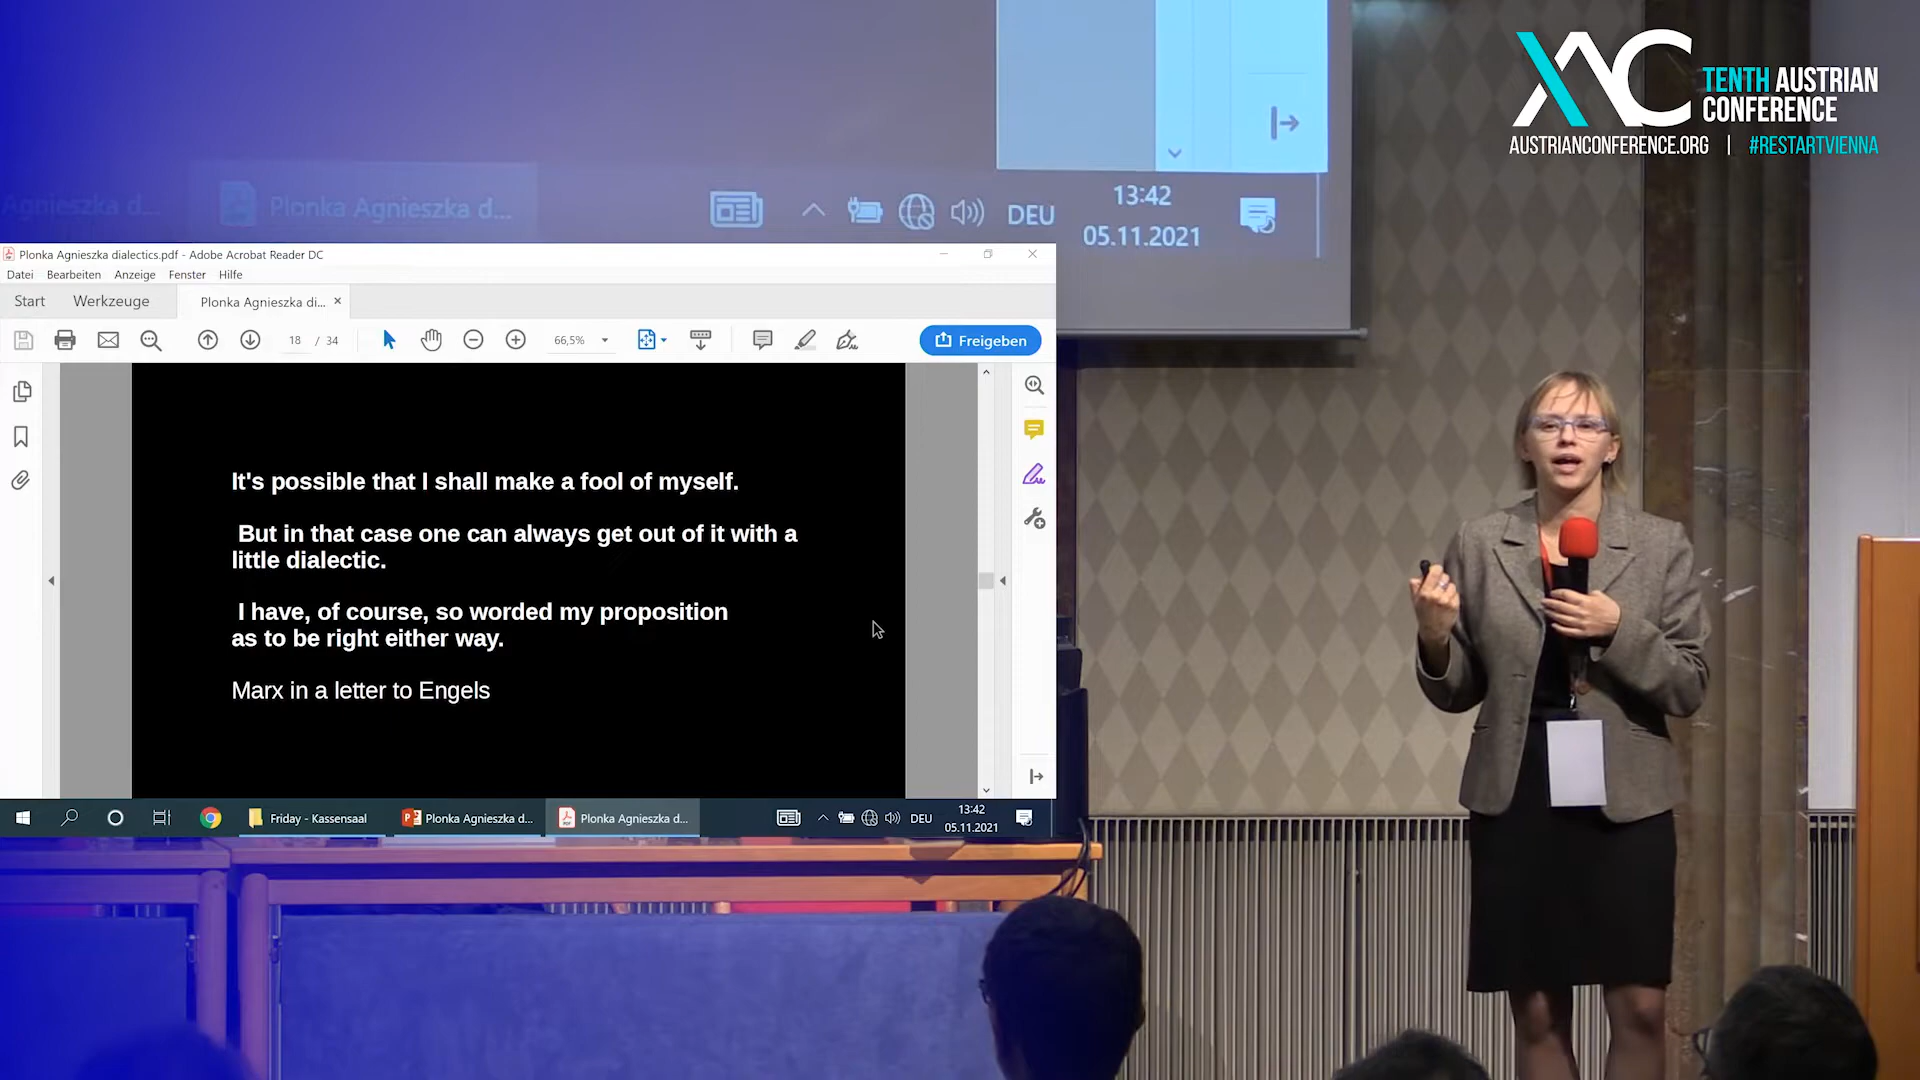 TENTH AUSTRIAN
CONFERENCE
AUSTRIANCONFERENCE.ORG | #RESTARTVIENNA
Agnieszka d...
Plonka Agnieszka d...
DEU
13:42
05.11.2021
Plonka Agnieszka dialectics.pdf - Adobe Acrobat Reader DC
Datei Bearbeiten Anzeige Fenster Hilfe
Start Werkzeuge Plonka Agnieszka di... ×
18 / 34 66,5% Freigeben
It's possible that I shall make a fool of myself.
But in that case one can always get out of it with a
little dialectic.
I have, of course, so worded my proposition
as to be right either way.
Marx in a letter to Engels
Friday - Kassensaal Plonka Agnieszka d... Plonka Agnieszka d... DEU 13:42
05.11.2021